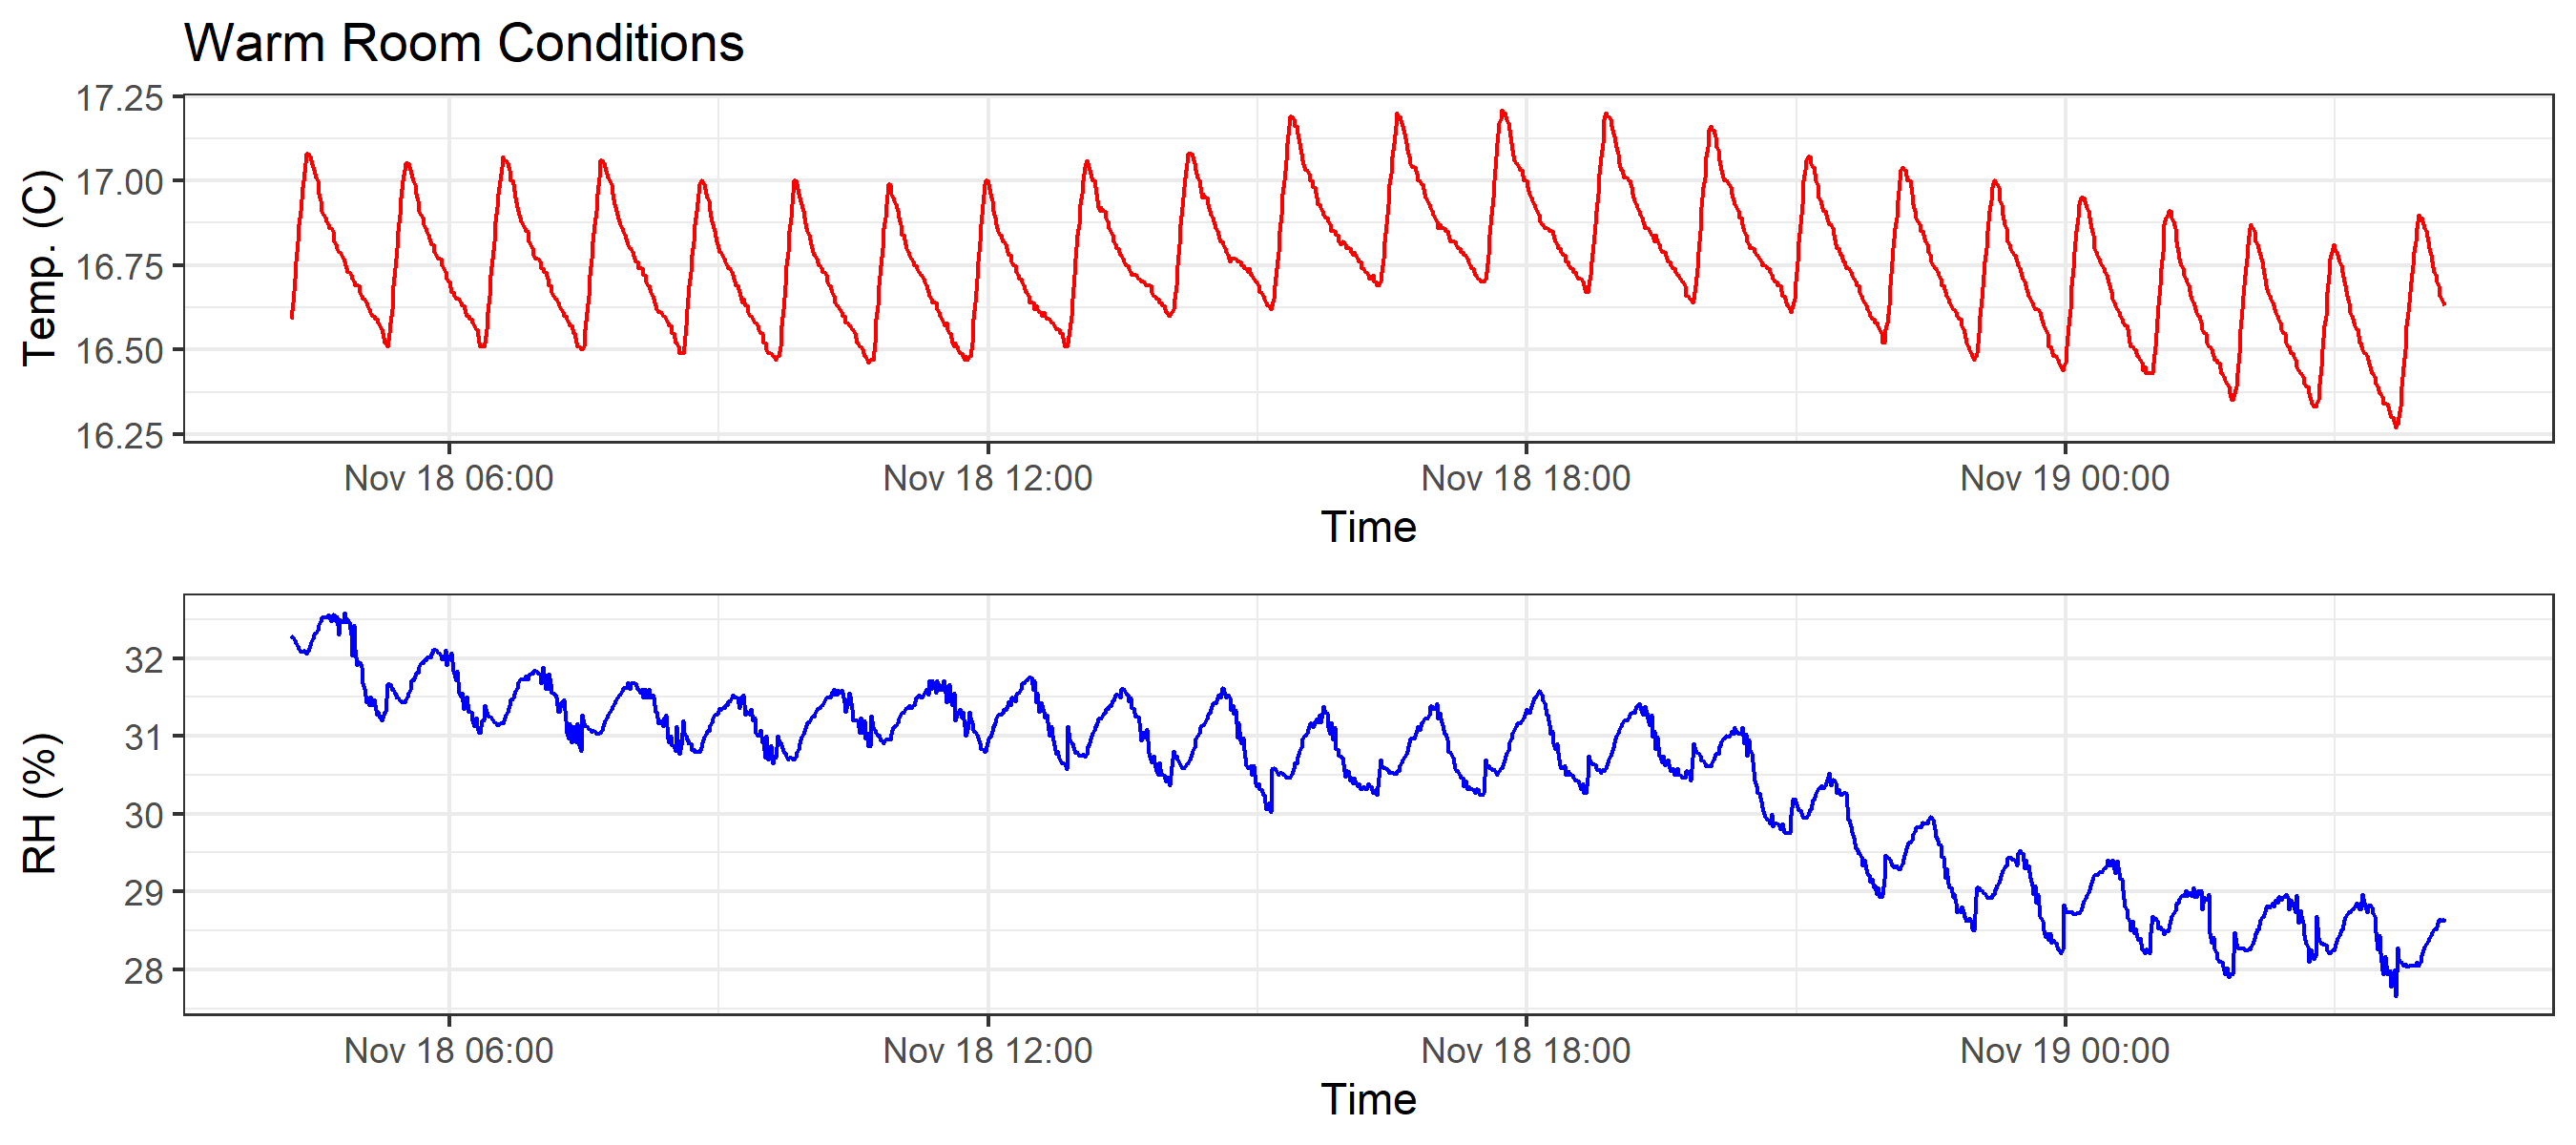 Warm Room Conditions
Temp. (C)
17.25
17.00
16.75
16.50
16.25
Nov 18 06:00 Nov 18 12:00 Nov 18 18:00 Nov 19 00:00
Time
RH (%)
32
31
30
29
28
Nov 18 06:00 Nov 18 12:00 Nov 18 18:00 Nov 19 00:00
Time